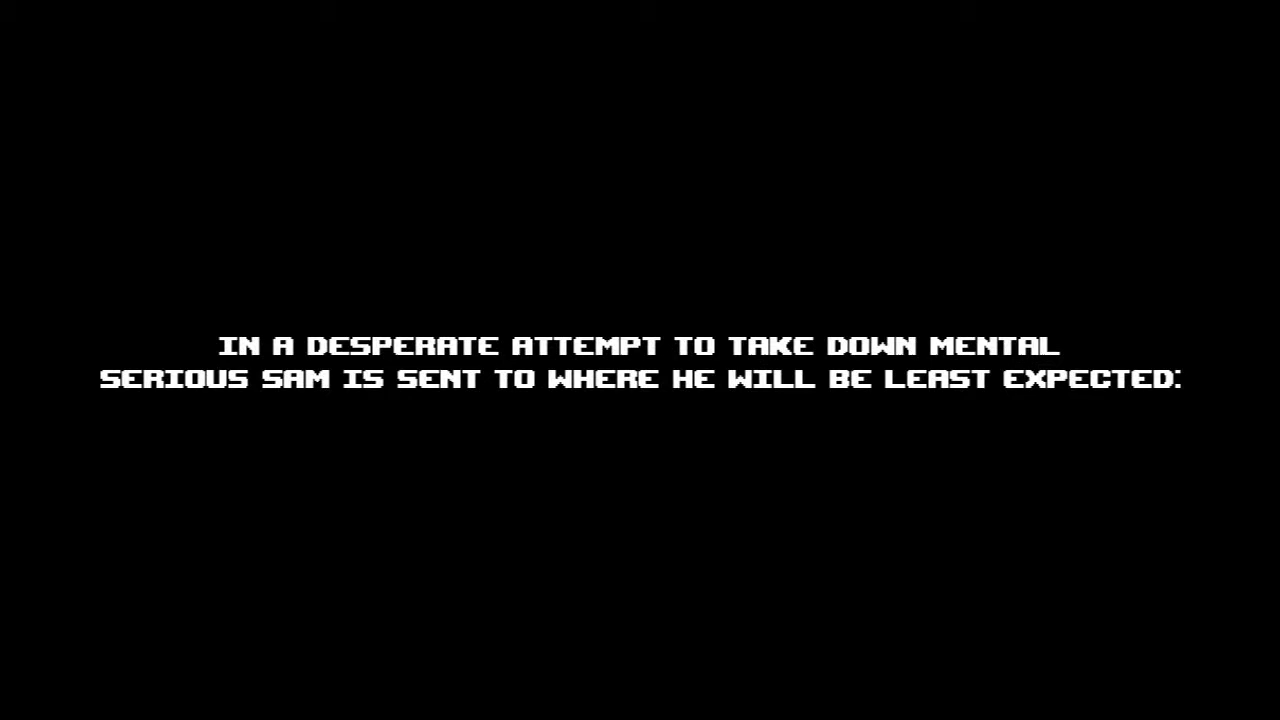 IN A DESPERATE ATTEMPT TO TAKE DOWN MENTAL
SERIOUS SAM IS SENT TO WHERE HE WILL BE LEAST EXPECTED: